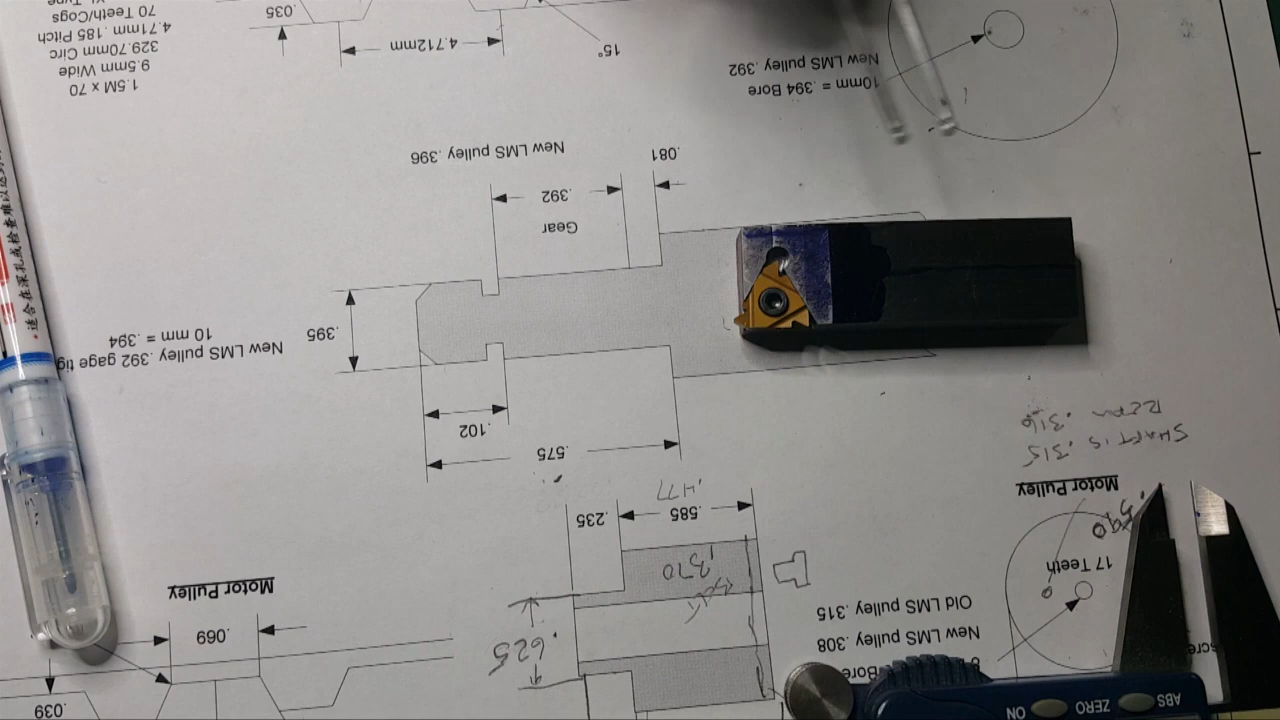 Motor Pulley
.039
.069
.625
.235
.585
.477
.370
8
New LMS pulley .308
Old LMS pulley .315
17 Teeth
.590
Motor Pulley
SHAFT IS .315
REAM .316
ABS
ZERO
ON
.575
.102
.395
New LMS pulley .392 gage tig
10 mm = .394
Gear
.392
.081
New LMS pulley .396
10mm = .394 Bore
New LMS pulley .392
15°
4.712mm
.035
1.5M x 70
9.5mm Wide
329.70mm Circ
4.71mm .185 Pitch
70 Teeth/Cogs